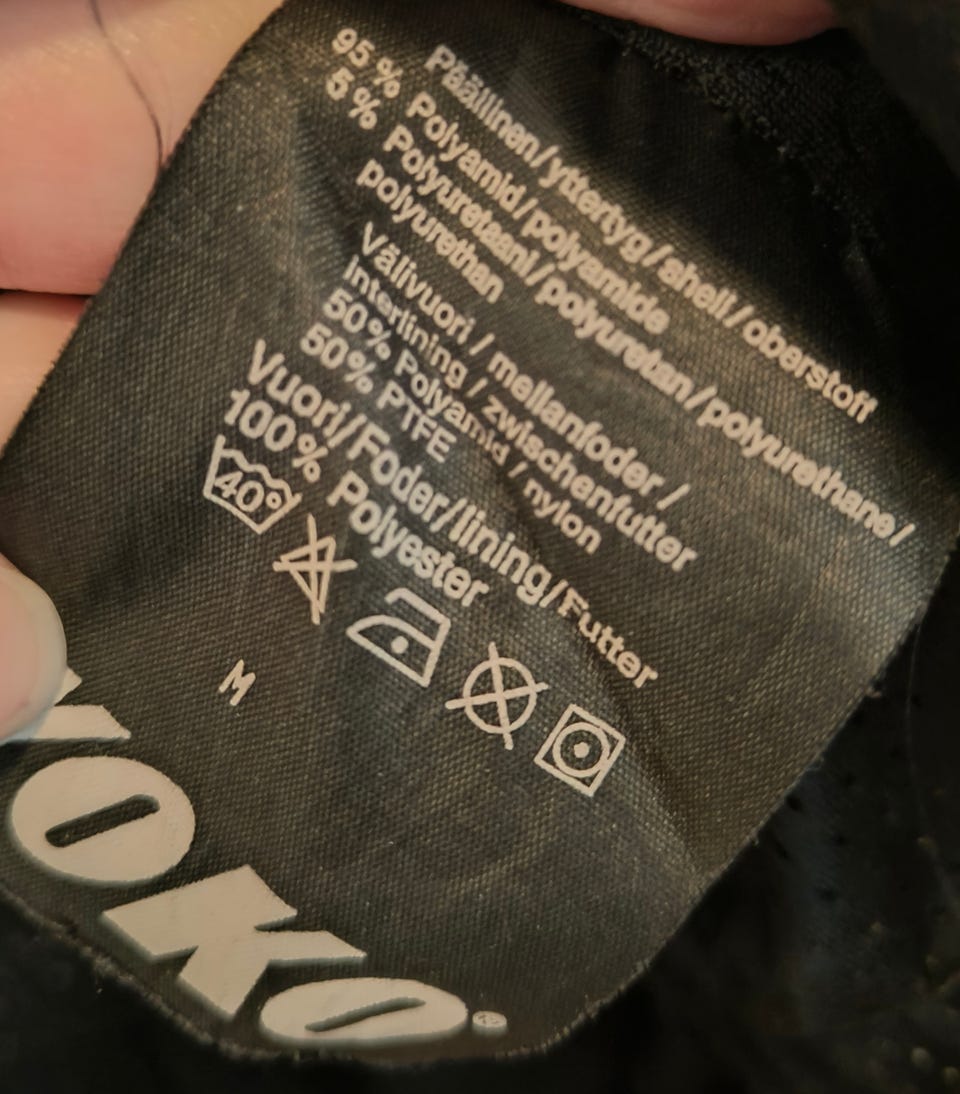 Päällinen/yttertyg/shell/oberstoff
95 % Polyamid/polyamide
5 % Polyuretaani/polyuretan/polyurethane/
polyurethan
Välivuori / mellanfoder /
Interlining / zwischenfutter
50% Polyamid / nylon
50% PTFE
Vuori/Foder/lining/Futter
100% Polyester
40°
M
OKO®